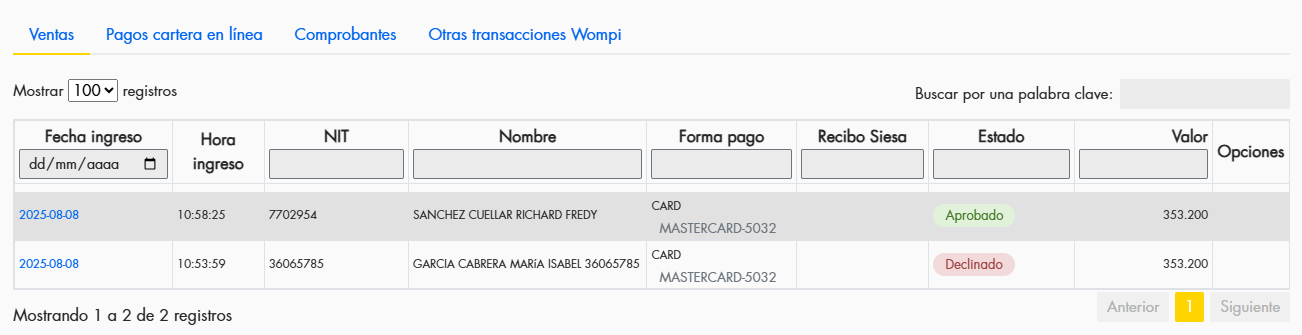 Ventas Pagos cartera en línea Comprobantes Otras transacciones Wompi
Mostrar 100 registros Buscar por una palabra clave:
Fecha ingreso Hora ingreso NIT Nombre Forma pago Recibo Siesa Estado Valor Opciones
dd/mm/aaaa
2025-08-08 10:58:25 7702954 SANCHEZ CUELLAR RICHARD FREDY CARD MASTERCARD-5032 Aprobado 353.200
2025-08-08 10:53:59 36065785 GARCIA CABRERA MARíA ISABEL 36065785 CARD MASTERCARD-5032 Declinado 353.200
Mostrando 1 a 2 de 2 registros Anterior 1 Siguiente